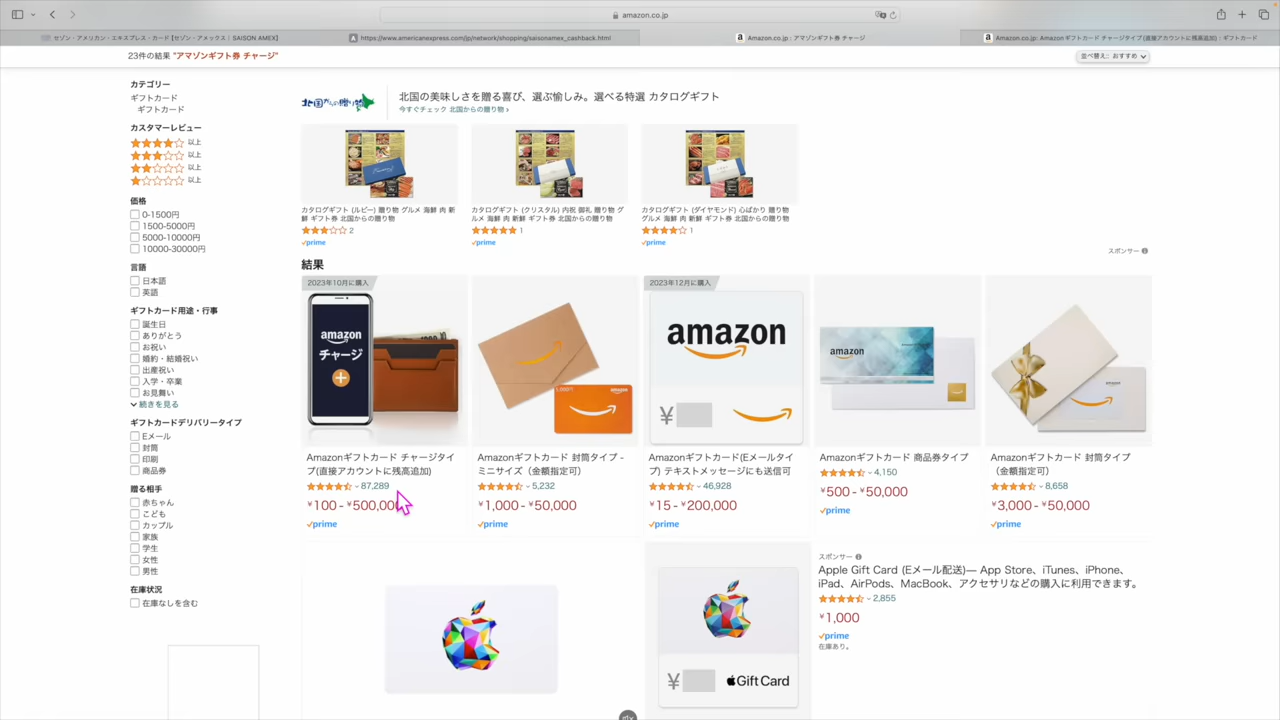 amazon.co.jp
セゾン・アメリカン・エキスプレス・カード【セゾン・アメックス】: SAISON AMEX》
https://www.americanexpress.com/jp/network/shopping/saisonamex_cashback.html
Amazon.co.jp : アマゾンギフト券 チャージ
Amazon.co.jp: Amazonギフトカード チャージタイプ(直接アカウントに残高追加) : ギフトカード
23件の結果 "アマゾンギフト券 チャージ"
並べ替え:: おすすめ
カテゴリー
ギフトカード
ギフトカード
カスタマーレビュー
以上
以上
以上
以上
価格
0-1500円
1500-5000円
5000-10000円
10000-30000円
言語
日本語
英語
ギフトカード用途・行事
誕生日
ありがとう
お祝い
婚約・結婚祝い
出産祝い
入学・卒業
お見舞い
続きを見る
ギフトカードデリバリータイプ
Eメール
封筒
印刷
商品券
贈る相手
赤ちゃん
こども
カップル
家族
学生
女性
男性
在庫状況
在庫なしを含む
北国からの贈り物
北国の美味しさを贈る喜び、選ぶ愉しみ。選べる特選 カタログギフト
今すぐチェック 北国からの贈り物 ›
カタログギフト (ルビー) 贈り物 グルメ 海鮮 肉 新
鮮 ギフト券 北国からの贈り物
2
prime
カタログギフト (クリスタル) 内祝 御礼 贈り物 グ
ルメ 海鮮 肉 新鮮 ギフト券 北国からの贈り物
1
prime
カタログギフト (ダイヤモンド) 心ばかり 贈り物
グルメ 海鮮 肉 新鮮 ギフト券 北国からの贈り物
1
prime
スポンサー
結果
2023年10月に購入
amazon
チャージ
Amazonギフトカード チャージタイ
プ(直接アカウントに残高追加)
87,289
¥100 - ¥500,000
prime
Amazonギフトカード 封筒タイプ -
ミニサイズ（金額指定可）
5,232
¥1,000 - ¥50,000
prime
2023年12月に購入
amazon
¥
Amazonギフトカード(Eメールタイ
プ) テキストメッセージにも送信可
46,928
¥15 - ¥200,000
prime
amazon
Amazonギフトカード 商品券タイプ
4,150
¥500 - ¥50,000
prime
Amazonギフトカード 封筒タイプ
（金額指定可）
8,658
¥3,000 - ¥50,000
prime
¥
Gift Card
スポンサー
Apple Gift Card (Eメール配送)— App Store、iTunes、iPhone、
iPad、AirPods、MacBook、アクセサリなどの購入に利用できます。
2,855
¥1,000
prime
在庫あり。